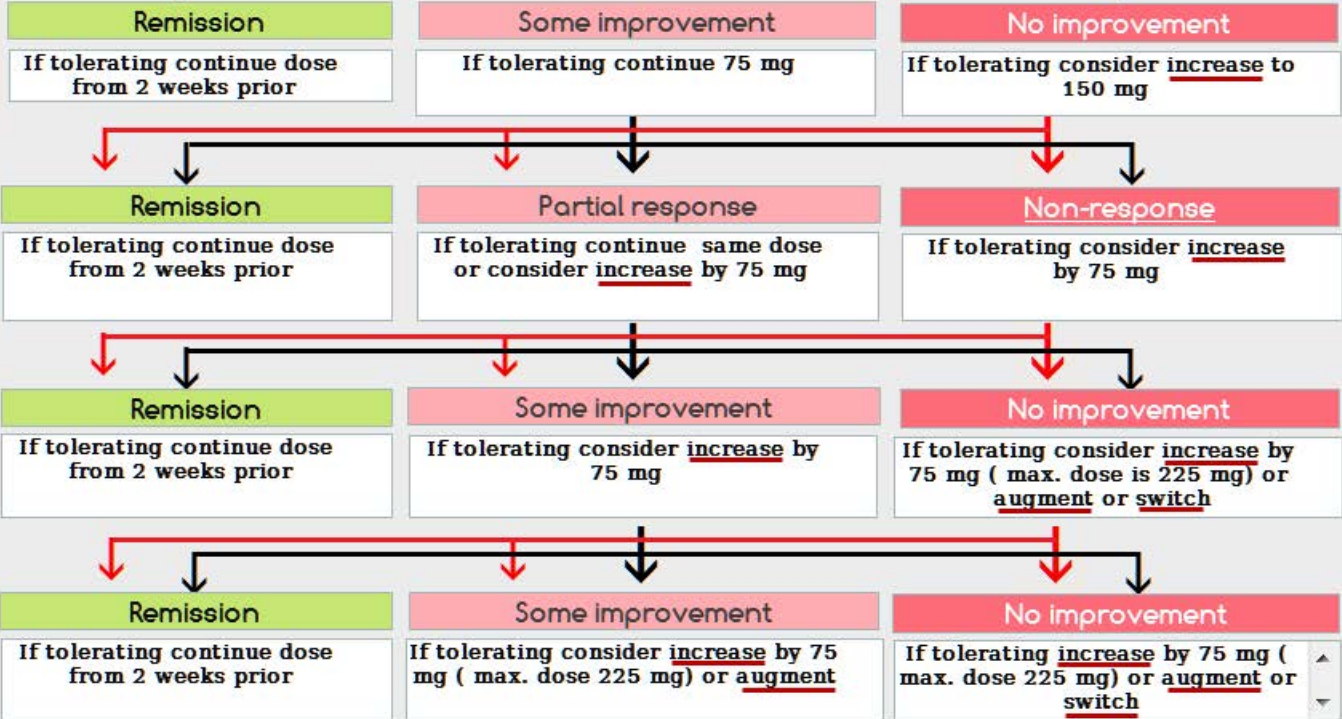 Remission
Some improvement
No improvement
If tolerating continue dose
from 2 weeks prior
If tolerating continue 75 mg
If tolerating consider increase to
150 mg
Remission
Partial response
Non-response
If tolerating continue dose
from 2 weeks prior
If tolerating continue same dose
or consider increase by 75 mg
If tolerating consider increase
by 75 mg
Remission
Some improvement
No improvement
If tolerating continue dose
from 2 weeks prior
If tolerating consider increase by
75 mg
If tolerating consider increase by
75 mg ( max. dose is 225 mg) or
augment or switch
Remission
Some improvement
No improvement
If tolerating continue dose
from 2 weeks prior
If tolerating consider increase by 75
mg ( max. dose 225 mg) or augment
If tolerating increase by 75 mg (
max. dose 225 mg) or augment or
switch